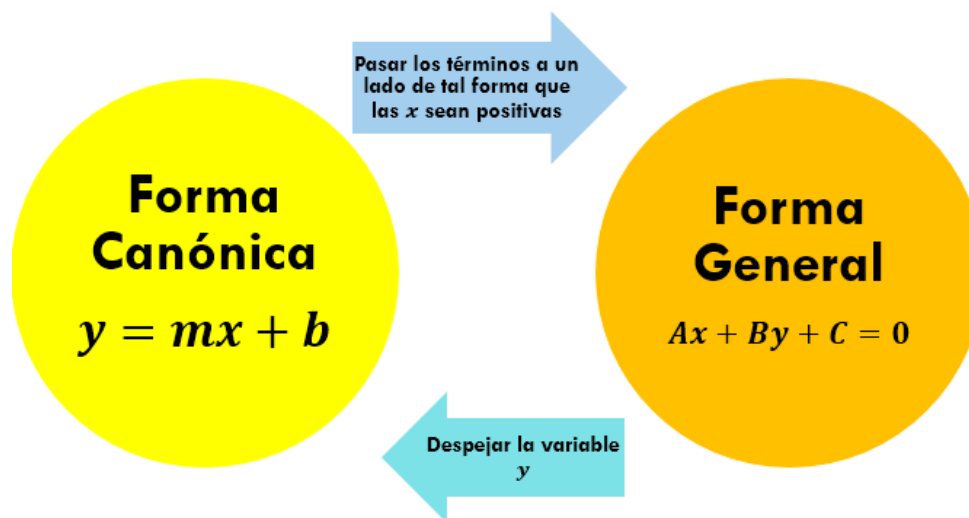 Pasar los términos a un
lado de tal forma que
las x sean positivas
Forma
Canónica
y = mx + b
Forma
General
Ax + By + C = 0
Despejar la variable
y